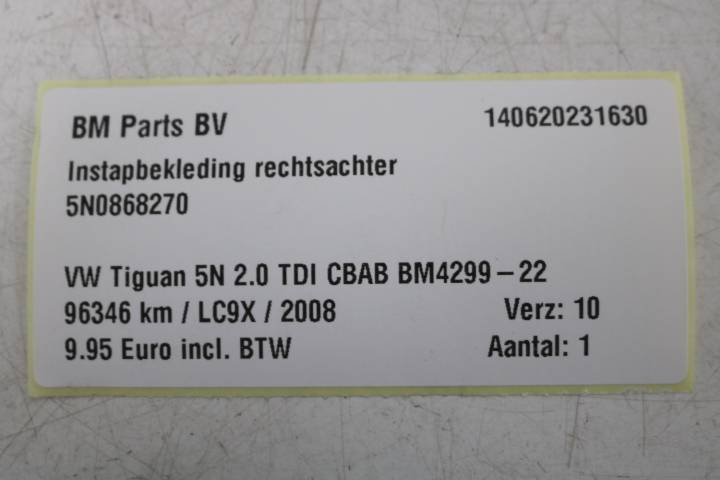 BM Parts BV 140620231630
Instapbekleding rechtsachter
5N0868270
VW Tiguan 5N 2.0 TDI CBAB BM4299-22
96346 km / LC9X / 2008 Verz: 10
9.95 Euro incl. BTW Aantal: 1